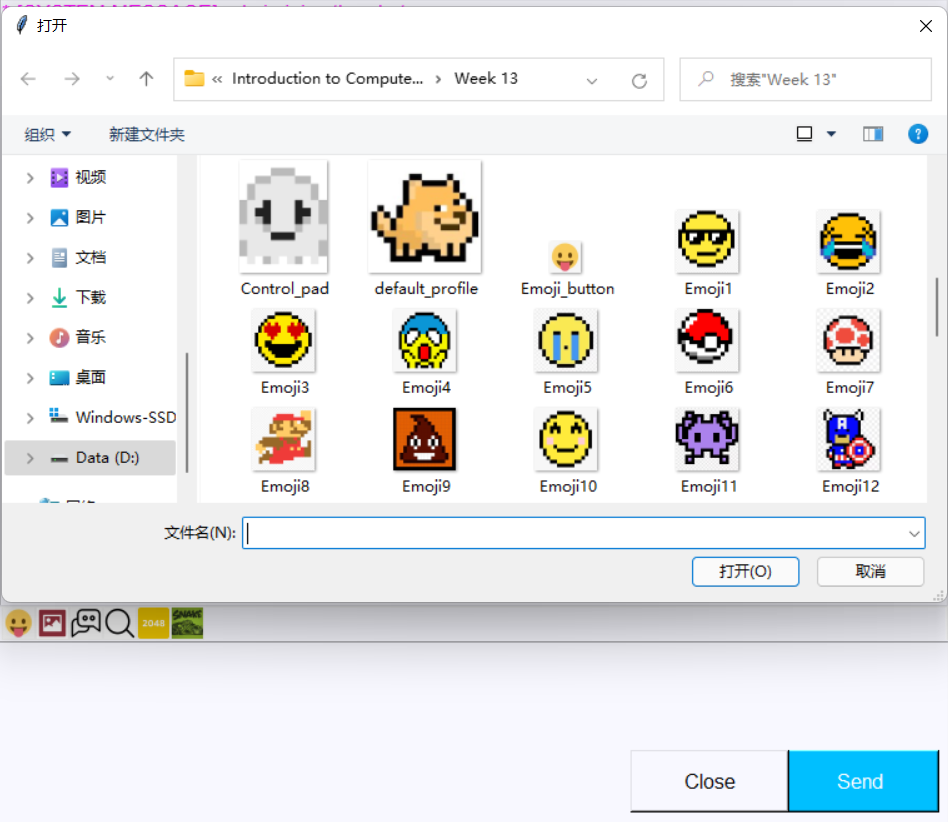 打开
« Introduction to Compute... › Week 13
搜索"Week 13"
组织
新建文件夹
视频
图片
文档
下载
音乐
桌面
Windows-SSD
Data (D:)
Control_pad
default_profile
Emoji_button
Emoji1
Emoji2
Emoji3
Emoji4
Emoji5
Emoji6
Emoji7
Emoji8
Emoji9
Emoji10
Emoji11
Emoji12
文件名(N):
打开(O)
取消
2048
SNAKE
Close
Send